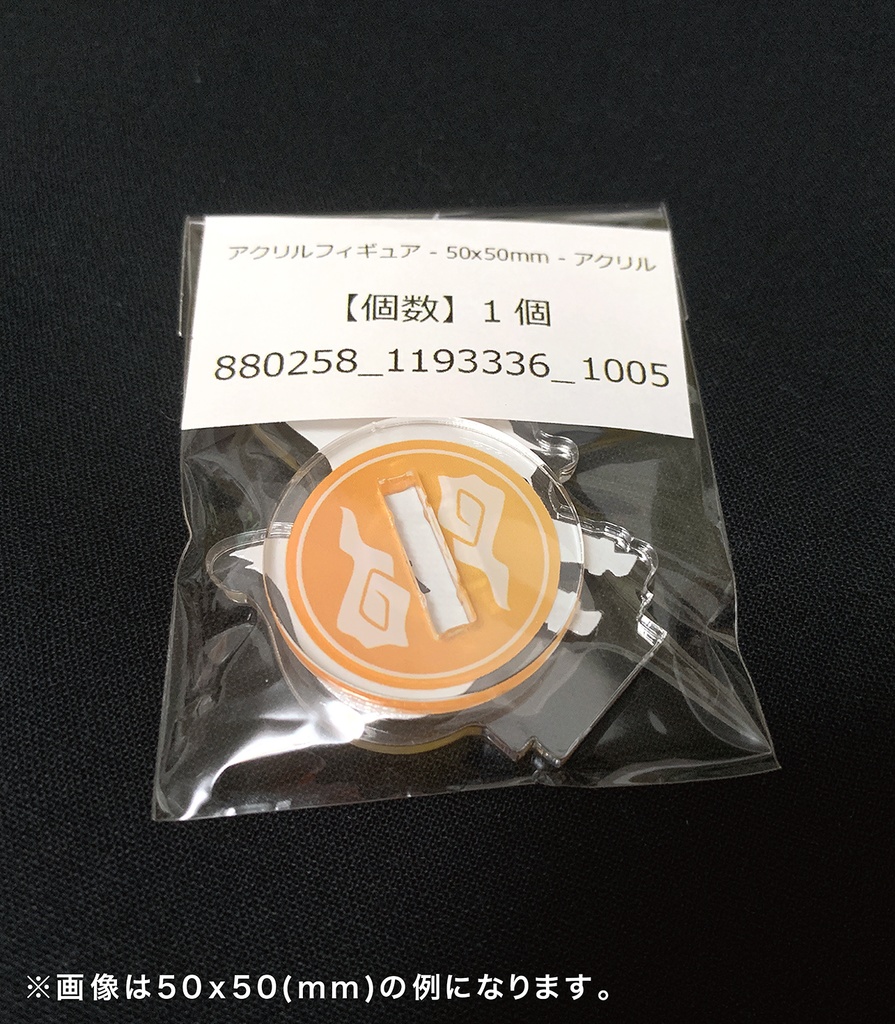 アクリルフィギュア - 50x50mm - アクリル
【個数】1 個
880258_1193336_1005
※画像は50x50(mm)の例になります。